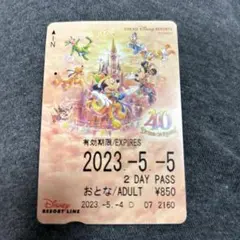 TOKYO Disney RESORT
IN
40
有効期限/EXPIRES
2023-5-5
2 DAY PASS
おとな/ADULT ¥850
2023.-5.-4 D 07 2160
Disney
RESORT LINE